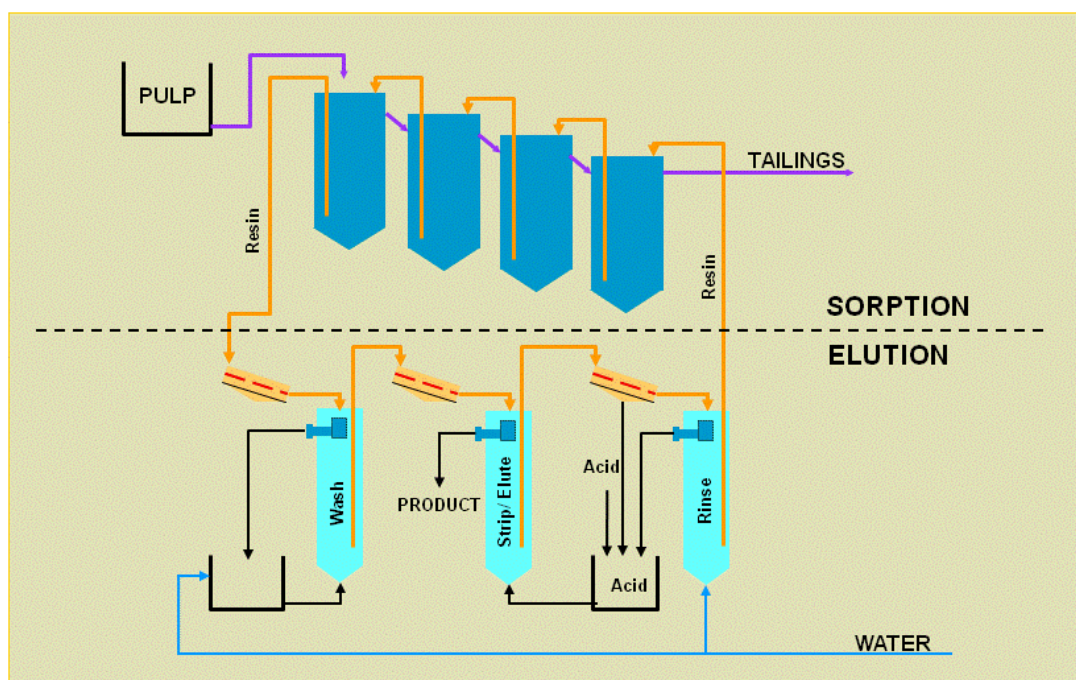 PULP
TAILINGS
Resin
Resin
SORPTION
ELUTION
Wash
PRODUCT
Strip/ Elute
Acid
Rinse
Acid
WATER